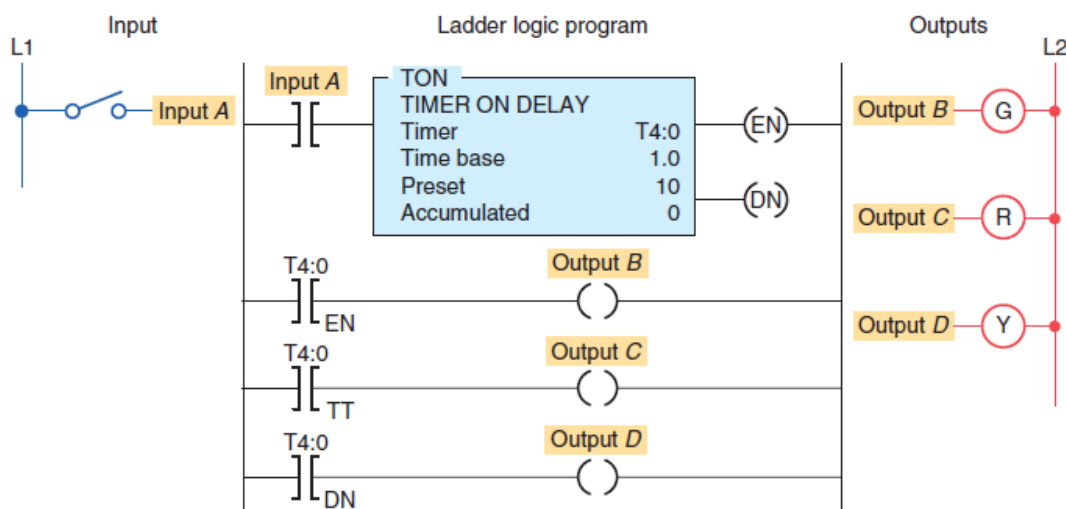 Input
Ladder logic program
Outputs
L1
L2
Input A
Input A
TON
TIMER ON DELAY
Timer T4:0
Time base 1.0
Preset 10
Accumulated 0
EN
DN
Output B G
Output C R
Output D Y
T4:0
EN
Output B
T4:0
TT
Output C
T4:0
DN
Output D